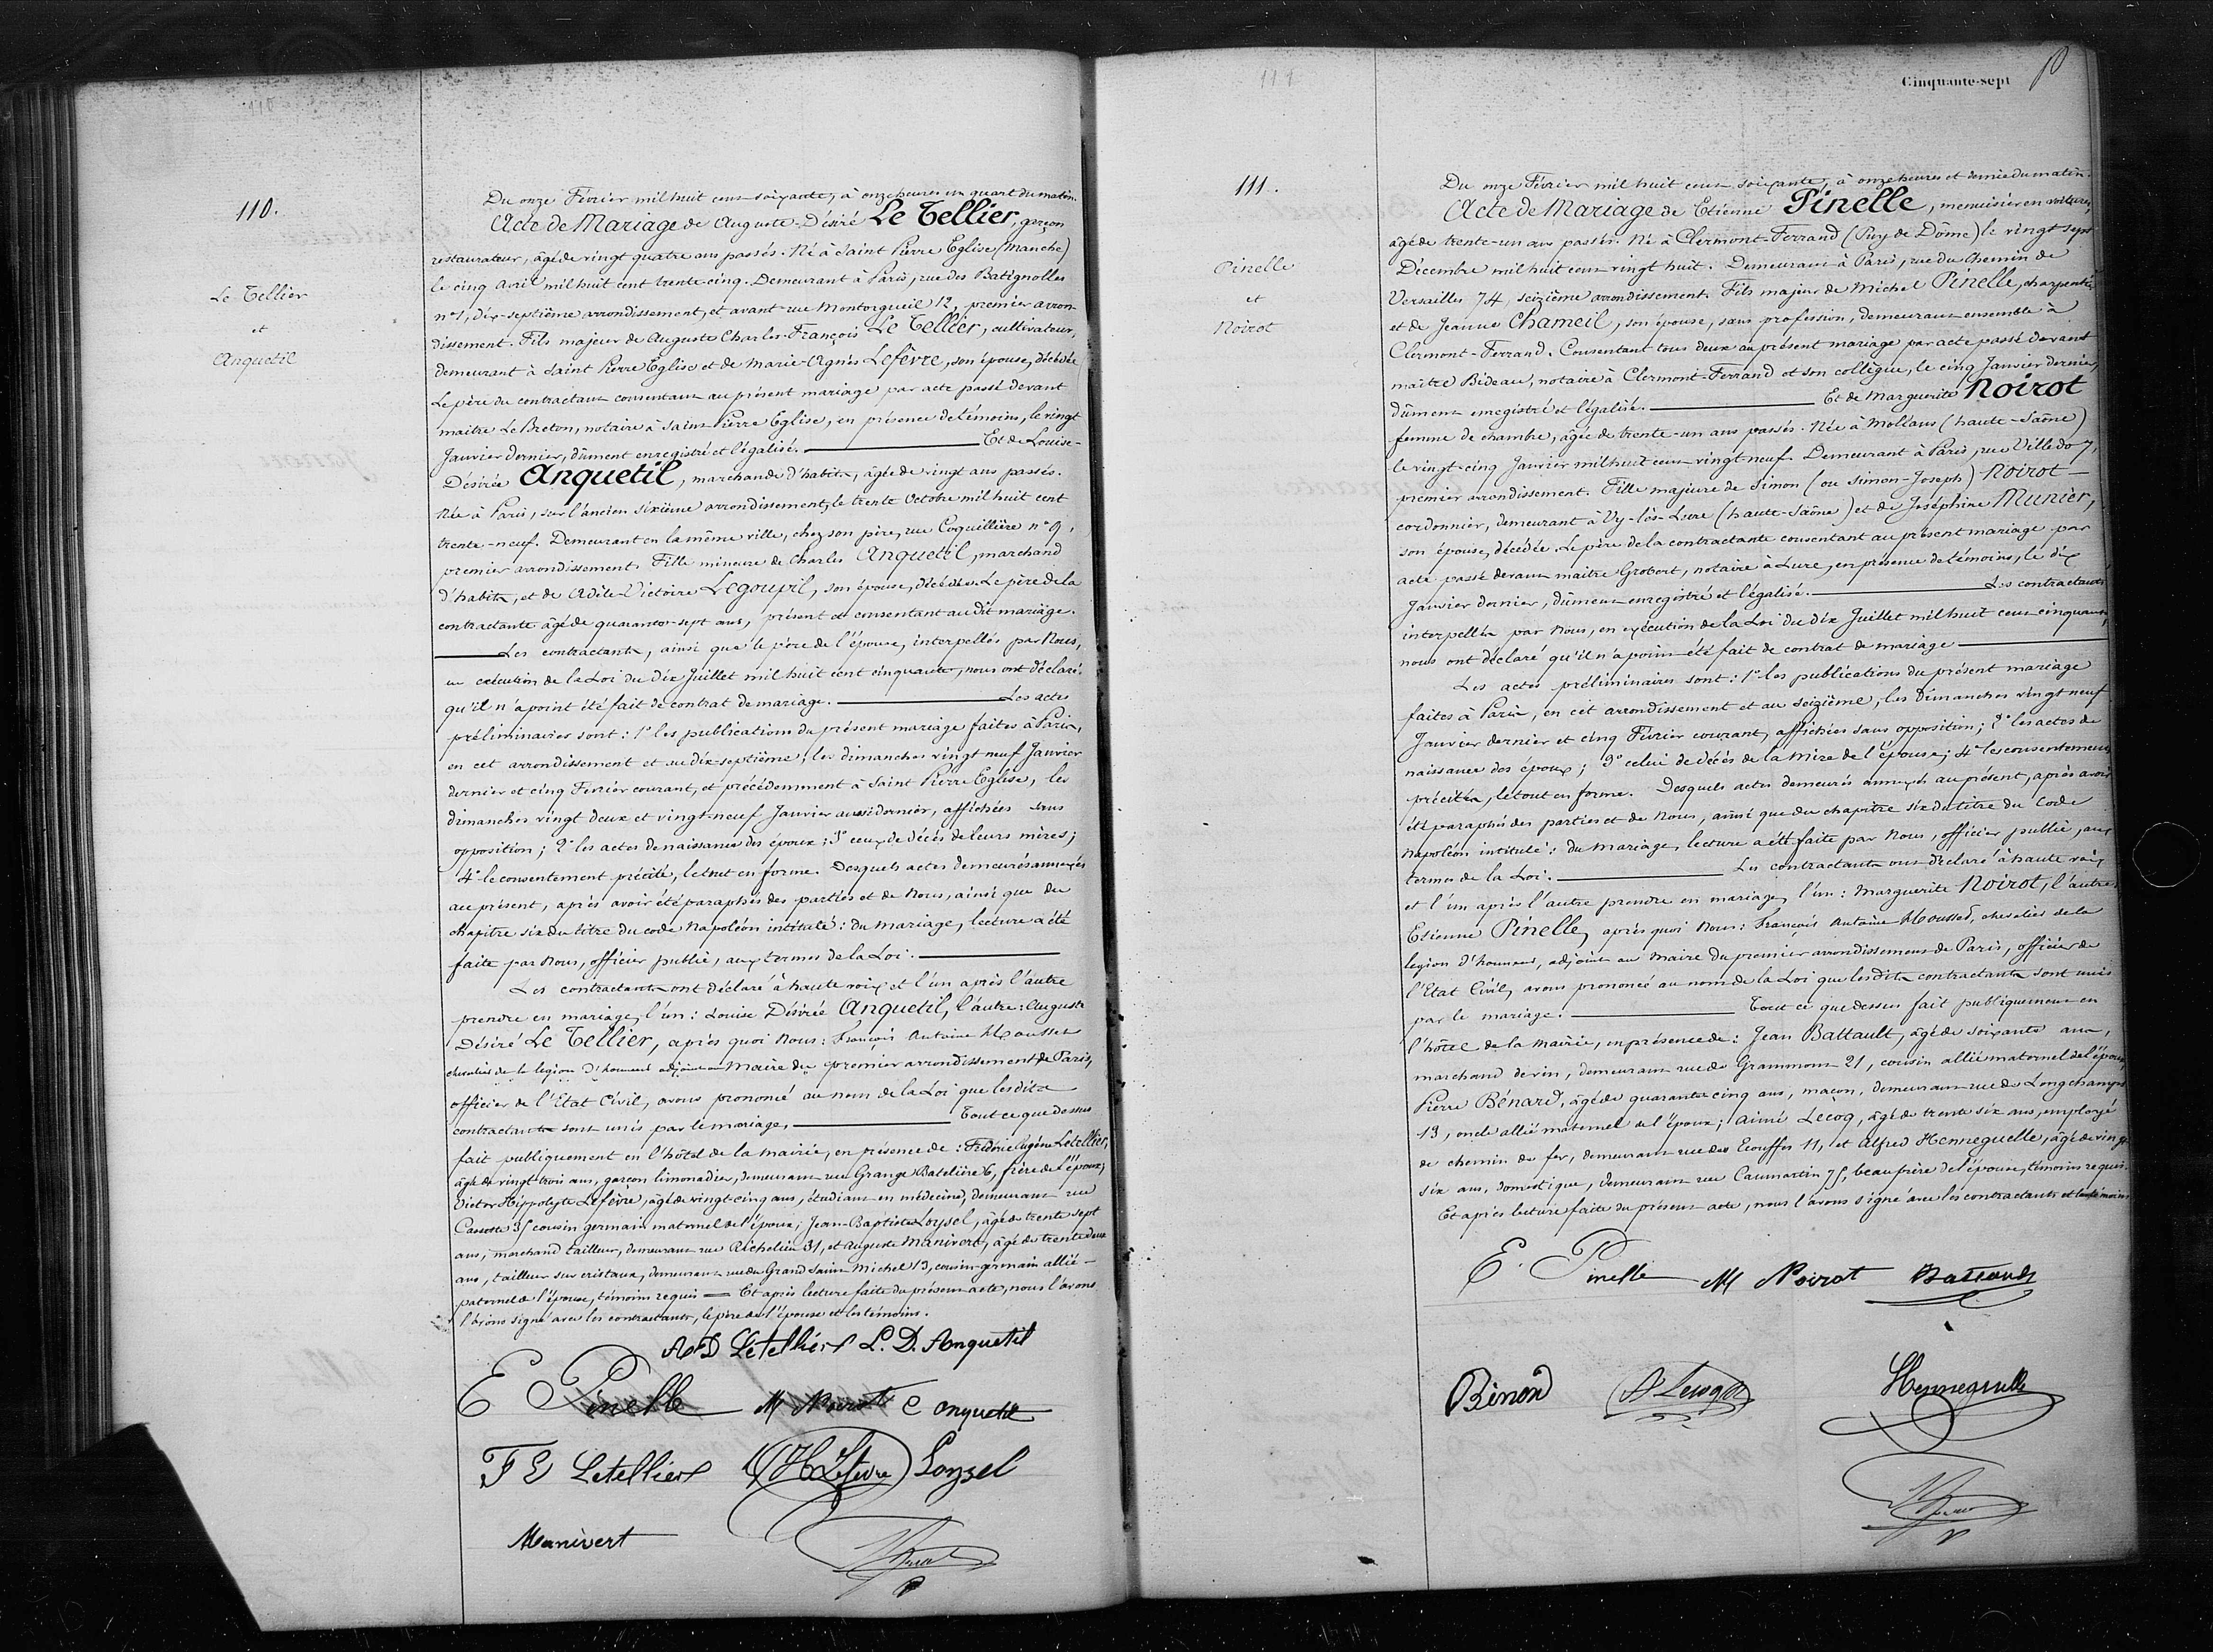 110.
Le Tellier
et
Anquetil
Du onze Février mil huit cent soixante, à onze heures un quart du matin.
Acte de Mariage de Auguste-Désiré Le Tellier, garçon
restaurateur, âgé de vingt quatre ans passés. Né à Saint Pierre Eglise (Manche)
le cinq avril mil huit cent trente-cinq. Demeurant à Paris, rue des Batignolles
n°1, dix-septième arrondissement, et avant rue Montorgueil 12, premier arron
dissement. Fils majeur de Auguste Charles-François Le Tellier, cultivateur,
demeurant à Saint Pierre Eglise et de Marie-Agnès Lefèvre, son épouse, décédée
Le père du contractant consentant au présent mariage par acte passé devant
maitre Le Breton, notaire à Saint-Pierre Eglise, en présence de témoins, le vingt
Janvier dernier, dûment enregistré et légalisé. Et de Louise-
Désirée Anquetil, marchande d'habits, âgée de vingt ans passés.
Née à Paris, sur l'ancien sixième arrondissement, le trente Octobre mil huit cent
trente-neuf. Demeurant en la même ville, chez son père, rue Coquillière n° 9,
premier arrondissement. Fille mineure de Charles Anquetil, marchand
d'habits, et de Adèle-Victoire Legoupil, son épouse, décédée. Le père de la
contractante âgé de quarante-sept ans, présent et consentant au dit mariage.
Les contractants, ainsi que le père de l'épouse, interpellés par Nous,
en exécution de la Loi du Dix Juillet mil huit cent cinquante, nous ont déclaré
qu'il n'a point été fait de contrat de mariage. Les actes
préliminaires sont: 1° les publications du présent mariage faites à Paris,
en cet arrondissement et au dix-septième, les dimanches vingt neuf Janvier
dernier et cinq Février courant, et précédemment à Saint Pierre Eglise, les
dimanches vingt deux et vingt-neuf Janvier aussi dernier, affichées sans
opposition; 2° les actes de naissance des époux; 3° ceux de décès de leurs mères;
4° le consentement précité, le tout en forme. Desquels actes demeurés annexés
au présent, après avoir été paraphés des parties et de Nous, ainsi que du
chapitre six du titre du code Napoléon intitulé: du mariage, lecture a été
faite par Nous, officier public, aux termes de la Loi.
Les contractants ont déclaré à haute voix et l'un après l'autre
prendre en mariage, l'un: Louise Désirée Anquetil, l'autre: Auguste
Désiré Le Tellier, après quoi Nous: François Antoine
chevalier de la légion d'honneur adjoint au Maire du premier arrondissement de Paris,
officier de l'Etat Civil, avons prononcé au nom de la Loi que lesdits
contractants sont unis par le mariage. Tout ce que dessus
fait publiquement en l'hôtel de la mairie, en présence de: Frédéric Eugène Letellier,
âgé de vingt trois ans, garçon limonadier, demeurant rue Grange Batelière 6, frère de l'époux;
Victor Hippolyte Lefèvre, âgé de vingt-cinq ans, étudiant en médecine, demeurant rue
Cassette 35 cousin germain maternel de l'époux; Jean-Baptiste Loysel, âgé de trente sept
ans, marchand tailleur, demeurant rue Richelieu 31, et Auguste Manivert, âgé de trente deux
ans, tailleur sur cristaux, demeurant rue du Grand Saint Michel 13, cousin-germain allié
paternel de l'épouse, témoins requis Et après lecture faite du présent acte, nous l'avons
l'avons signé avec les contractants, le père de l'épouse et les témoins.
AD Letellier L. D. Anquetil
E Pinelle M Noirot C Anquetil
F E Letellier VHLefèvre Loysel
Manivert
Cinquante-sept
111.
Pinelle
et
Noirot
Du onze Février mil huit cent soixante, à onze heures et demie du matin.
Acte de Mariage de Etienne Pinelle, menuisier en voitures,
âgé de trente-un ans passés. Né à Clermont-Ferrand (Puy de Dôme) le vingt sept
Décembre mil huit cent vingt huit. Demeurant à Paris, rue du Chemin de
Versailles 74, seizième arrondissement. Fils majeur de Michel Pinelle, charpentier
et de Jeanne Chameil, son épouse, sans profession, demeurant ensemble à
Clermont-Ferrand. Consentant tous deux au présent mariage par acte passé devant
maitre Bideau, notaire à Clermont-Ferrand et son collègue, le cinq Janvier dernier,
dûment enregistré et légalisé. Et de Marguerite Noirot
femme de chambre, âgée de trente-un ans passés. Née à Mollans (haute-Saône)
le vingt-cinq Janvier mil huit cent vingt neuf. Demeurant à Paris, rue Villedo 7,
premier arrondissement. Fille majeure de Simon (ou Simon-Joseph) Noirot
cordonnier, demeurant à Vy-lès-Lure (haute-Saône) et de Joséphine Munier,
son épouse, décédée. Le père de la contractante consentant au présent mariage par
acte passé devant maitre Grobert, notaire à Lure, en présence de témoins, le dix
Janvier dernier, dûment enregistré et légalisé. Les contractants
interpellés par Nous, en exécution de la Loi du Dix Juillet mil huit cent cinquante,
nous ont déclaré qu'il n'a point été fait de contrat de mariage
Les actes préliminaires sont: 1° les publications du présent mariage
faites à Paris, en cet arrondissement et au seizième, les Dimanches vingt neuf
Janvier dernier et cinq Février courant, affichées sans opposition; 2° les actes de
naissance des époux; 3° celui de décès de la mère de l'épouse; 4° les consentements
précités, le tout en forme. Desquels actes demeurés annexés au présent, après avoir
été paraphés des parties et de Nous, ainsi que du chapitre six du titre du Code
Napoléon intitulé: du Mariage, lecture a été faite par Nous, officier public, aux
termes de la Loi. Les contractants ont déclaré à haute voix
et l'un après l'autre prendre en mariage, l'un: Marguerite Noirot, l'autre
Etienne Pinelle, après quoi Nous: François Antoine chevalier de la
légion d'honneur, adjoint au Maire du premier arrondissement de Paris, officier de
l'Etat Civil, avons prononcé au nom de la Loi que lesdits contractants sont unis
par le mariage. Tout ce que dessus fait publiquement en
l'hôtel de la mairie, en présence de: Jean Battault, âgé de soixante ans,
marchand de vin, demeurant rue de Grammont 21, cousin allié maternel de l'époux
Pierre Bénard, âgé de quarante cinq ans, maçon, demeurant rue de Longchamps
13, oncle allié maternel de l'époux; Aimé Lecoq, âgé de trente six ans, employé
de chemin de fer, demeurant rue des Ecouffes 11, et Alfred Henneguelle, âgé de vingt
six ans, domestique, demeurant rue Caumartin 75, beau frère de l'épouse, témoins requis.
Et après lecture faite du présent acte, nous l'avons signé avec les contractants et les témoins
E. Pinelle M Noirot Battault
Binard A Lecoq Henneguelle